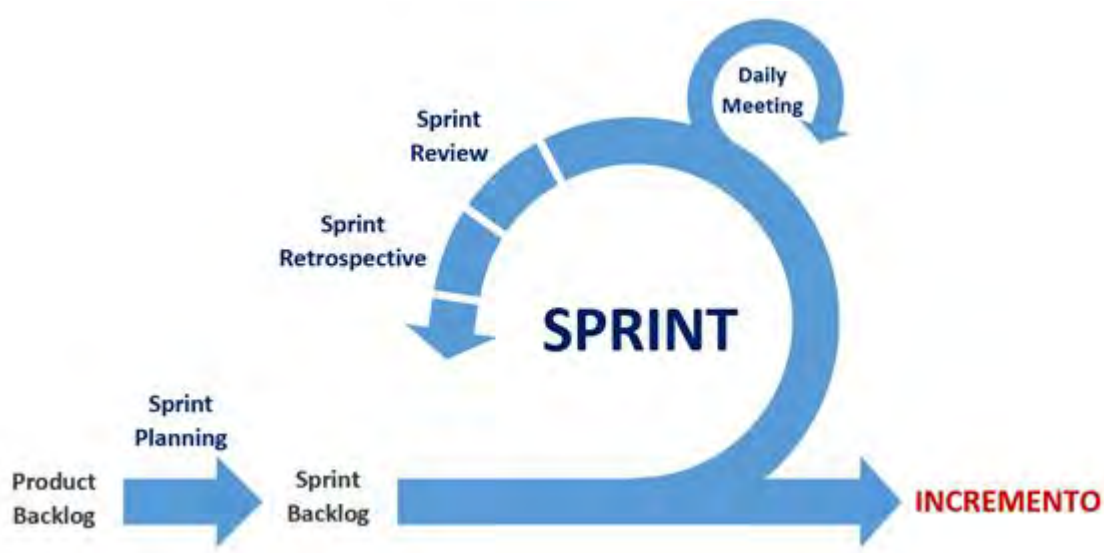 Daily
Meeting
Sprint
Review
Sprint
Retrospective
SPRINT
Sprint
Planning
Product
Backlog
Sprint
Backlog
INCREMENTO